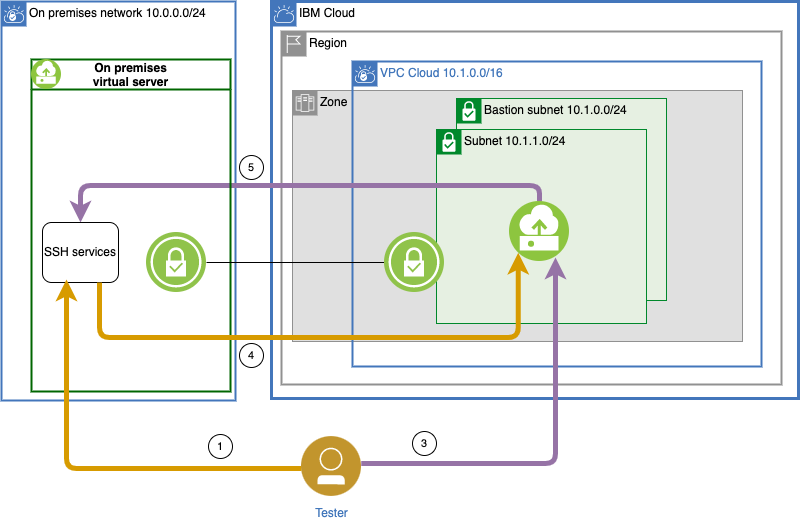 On premises network 10.0.0.0/24
IBM Cloud
Region
On premises
virtual server
VPC Cloud 10.1.0.0/16
Zone
Bastion subnet 10.1.0.0/24
Subnet 10.1.1.0/24
5
SSH services
4
1
3
Tester